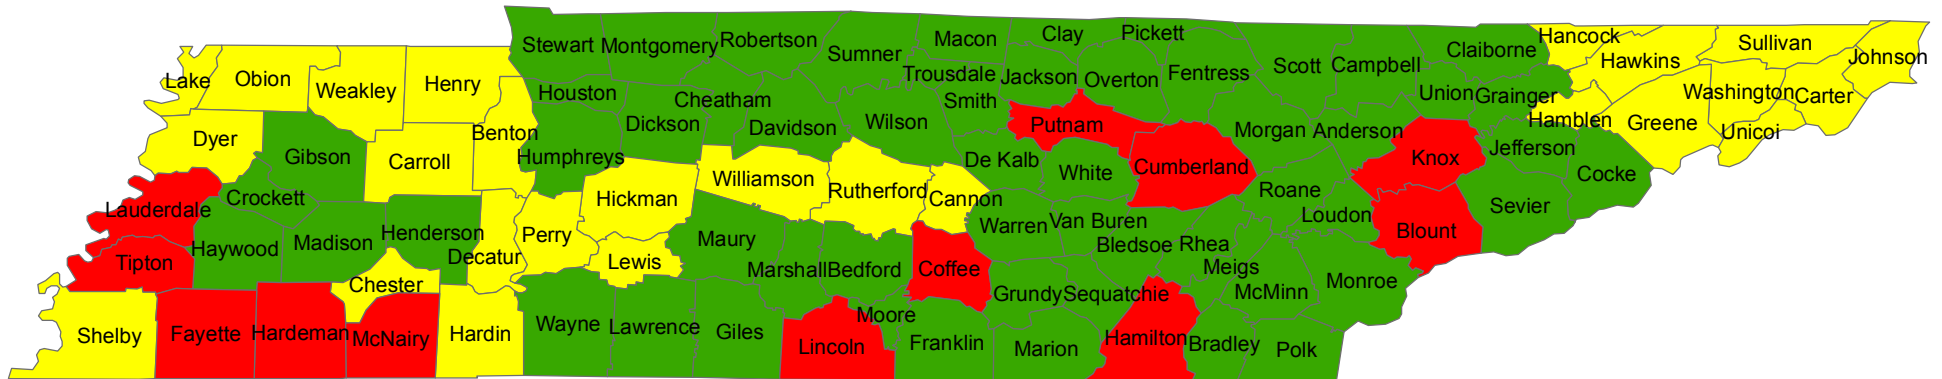 Lake
Obion
Weakley
Henry
Stewart
Montgomery
Robertson
Sumner
Macon
Clay
Pickett
Trousdale
Jackson
Overton
Fentress
Scott
Campbell
Claiborne
Hancock
Hawkins
Sullivan
Johnson
Dyer
Gibson
Carroll
Benton
Houston
Humphreys
Dickson
Cheatham
Davidson
Wilson
Smith
Putnam
De Kalb
White
Cumberland
Morgan
Anderson
Union
Grainger
Hamblen
Greene
Washington
Carter
Unicoi
Knox
Jefferson
Cocke
Lauderdale
Crockett
Haywood
Madison
Henderson
Decatur
Perry
Hickman
Williamson
Rutherford
Cannon
Warren
Van Buren
Bledsoe
Rhea
Roane
Loudon
Blount
Sevier
Tipton
Chester
Lewis
Maury
Marshall
Bedford
Coffee
Grundy
Sequatchie
Meigs
McMinn
Monroe
Shelby
Fayette
Hardeman
McNairy
Hardin
Wayne
Lawrence
Giles
Lincoln
Moore
Franklin
Marion
Hamilton
Bradley
Polk